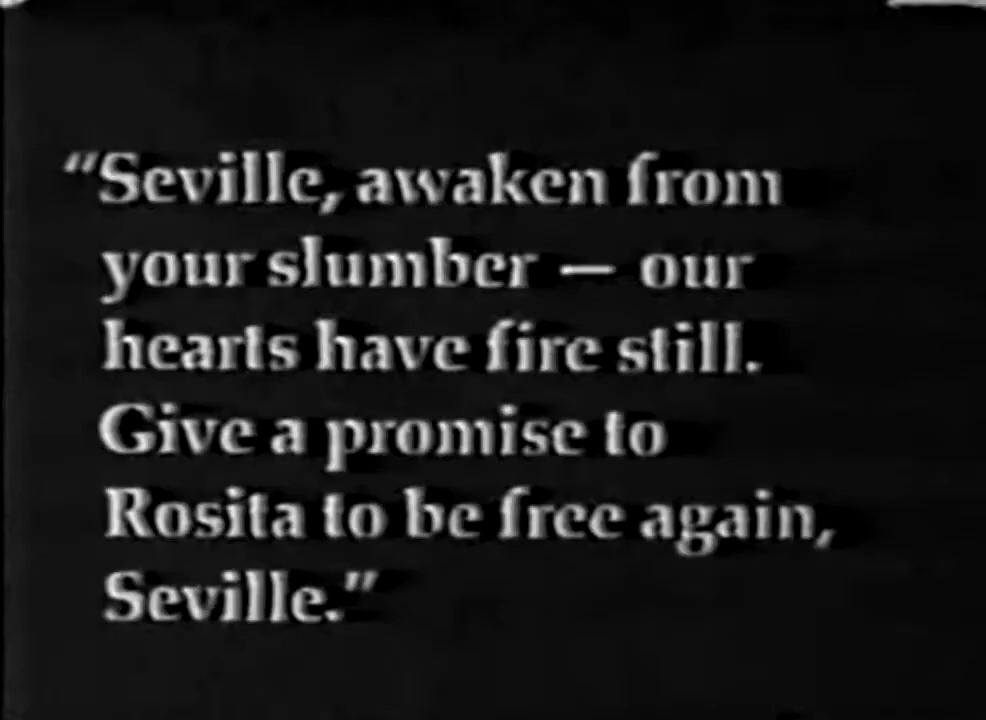 “Seville, awaken from
your slumber — our
hearts have fire still.
Give a promise to
Rosita to be free again,
Seville.”